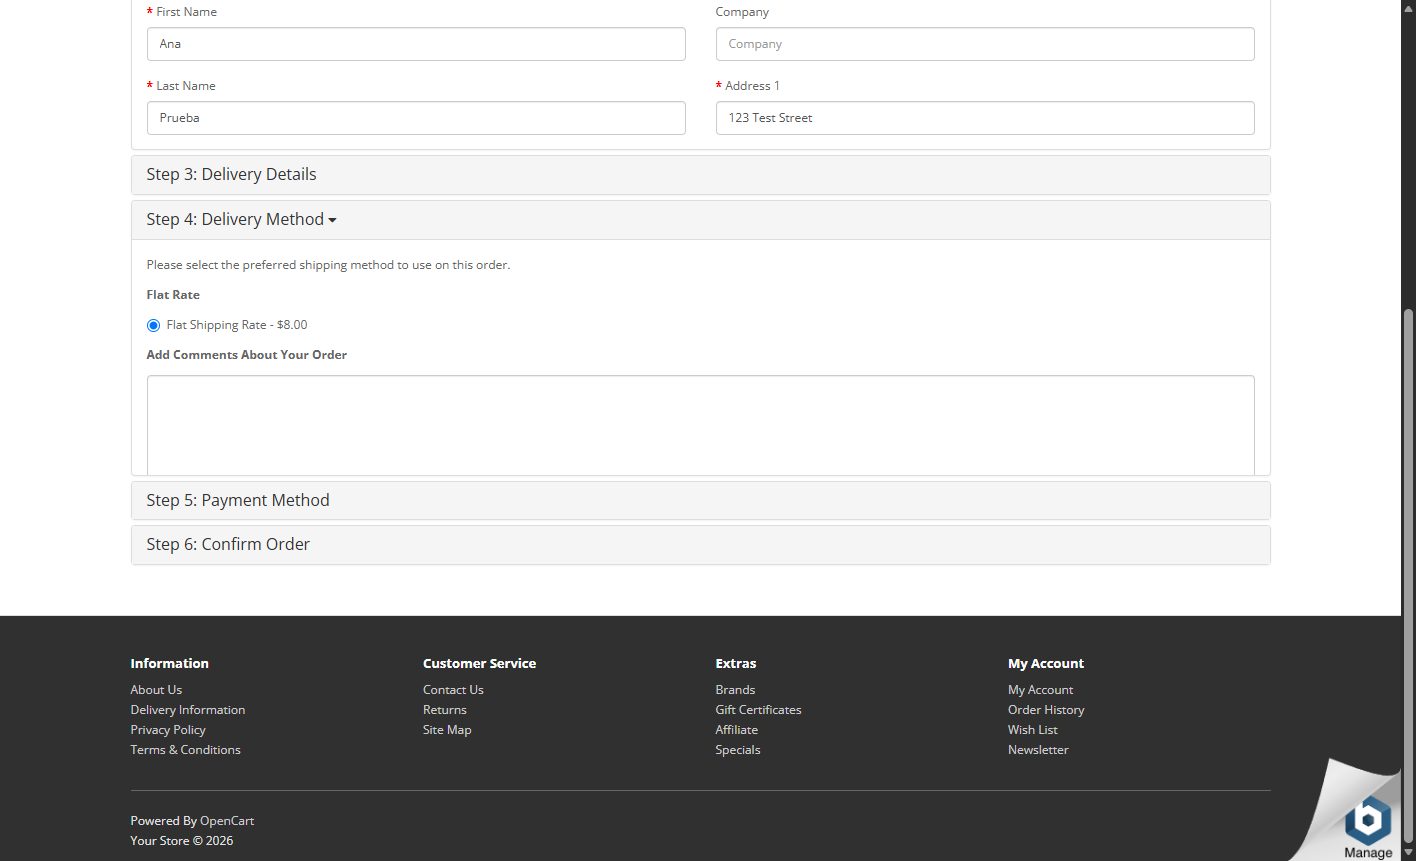 * First Name
Ana
* Last Name
Prueba
Company
Company
* Address 1
123 Test Street
Step 3: Delivery Details
Step 4: Delivery Method
Please select the preferred shipping method to use on this order.
Flat Rate
Flat Shipping Rate - $8.00
Add Comments About Your Order
Step 5: Payment Method
Step 6: Confirm Order
Information
About Us
Delivery Information
Privacy Policy
Terms & Conditions
Customer Service
Contact Us
Returns
Site Map
Extras
Brands
Gift Certificates
Affiliate
Specials
My Account
My Account
Order History
Wish List
Newsletter
Powered By OpenCart
Your Store © 2026
Manage